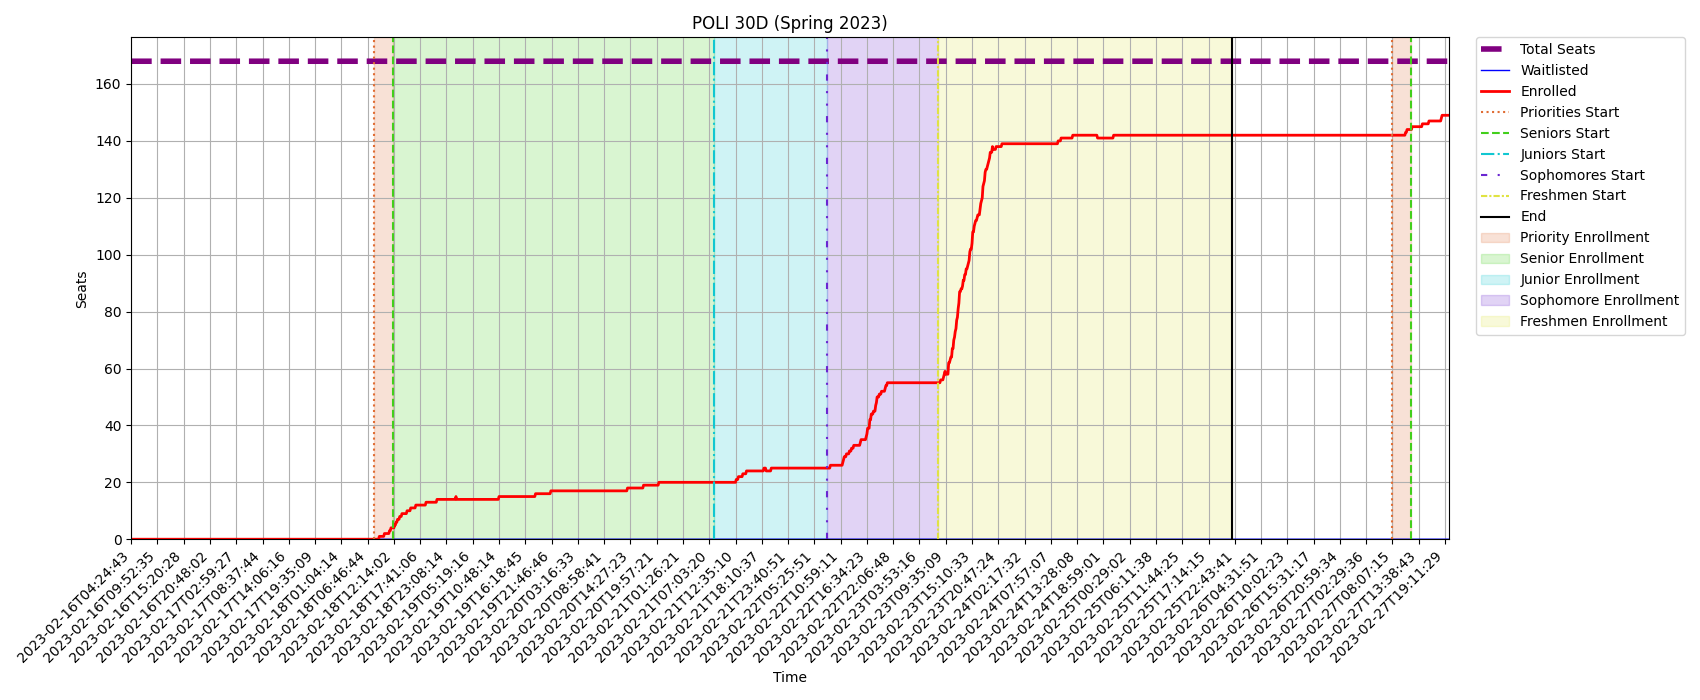 POLI 30D (Spring 2023)
Seats
160
140
120
100
80
60
40
20
0
2023-02-16T04:24:43
2023-02-16T09:52:35
2023-02-16T15:20:28
2023-02-16T20:48:02
2023-02-17T02:59:27
2023-02-17T08:37:44
2023-02-17T14:06:16
2023-02-17T19:35:09
2023-02-18T01:04:14
2023-02-18T06:46:44
2023-02-18T12:14:02
2023-02-18T17:41:06
2023-02-18T23:08:14
2023-02-19T05:19:16
2023-02-19T10:48:14
2023-02-19T16:18:45
2023-02-19T21:46:46
2023-02-20T03:16:33
2023-02-20T08:58:41
2023-02-20T14:27:23
2023-02-20T19:57:21
2023-02-21T01:26:21
2023-02-21T07:03:20
2023-02-21T12:35:10
2023-02-21T18:10:37
2023-02-21T23:40:51
2023-02-22T05:25:51
2023-02-22T10:59:11
2023-02-22T16:34:23
2023-02-22T22:06:48
2023-02-23T03:53:16
2023-02-23T09:35:09
2023-02-23T15:10:33
2023-02-23T20:47:24
2023-02-24T02:17:32
2023-02-24T07:57:07
2023-02-24T13:28:08
2023-02-24T18:59:01
2023-02-25T00:29:02
2023-02-25T06:11:38
2023-02-25T11:44:25
2023-02-25T17:14:15
2023-02-25T22:43:41
2023-02-26T04:31:51
2023-02-26T10:02:23
2023-02-26T15:31:17
2023-02-26T20:59:34
2023-02-27T02:29:36
2023-02-27T08:07:15
2023-02-27T13:38:43
2023-02-27T19:11:29
Time
Total Seats
Waitlisted
Enrolled
Priorities Start
Seniors Start
Juniors Start
Sophomores Start
Freshmen Start
End
Priority Enrollment
Senior Enrollment
Junior Enrollment
Sophomore Enrollment
Freshmen Enrollment